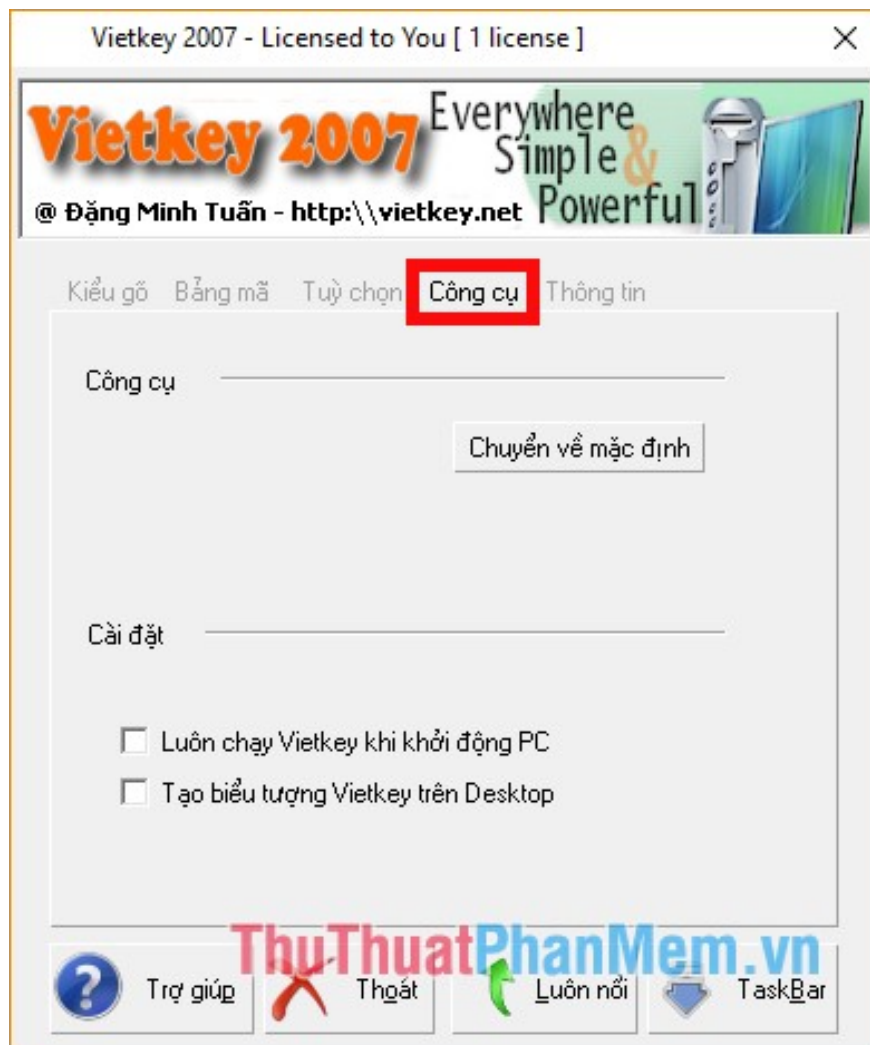 Vietkey 2007 - Licensed to You [ 1 license ]
Vietkey 2007
Everywhere
Simple &
Powerful
@ Đặng Minh Tuấn - http:\\vietkey.net
Kiểu gõ Bảng mã Tuỳ chọn Công cụ Thông tin
Công cụ
Chuyển về mặc định
Cài đặt
Luôn chạy Vietkey khi khởi động PC
Tạo biểu tượng Vietkey trên Desktop
ThuThuatPhanMem.vn
Trợ giúp Thoát Luôn nổi TaskBar